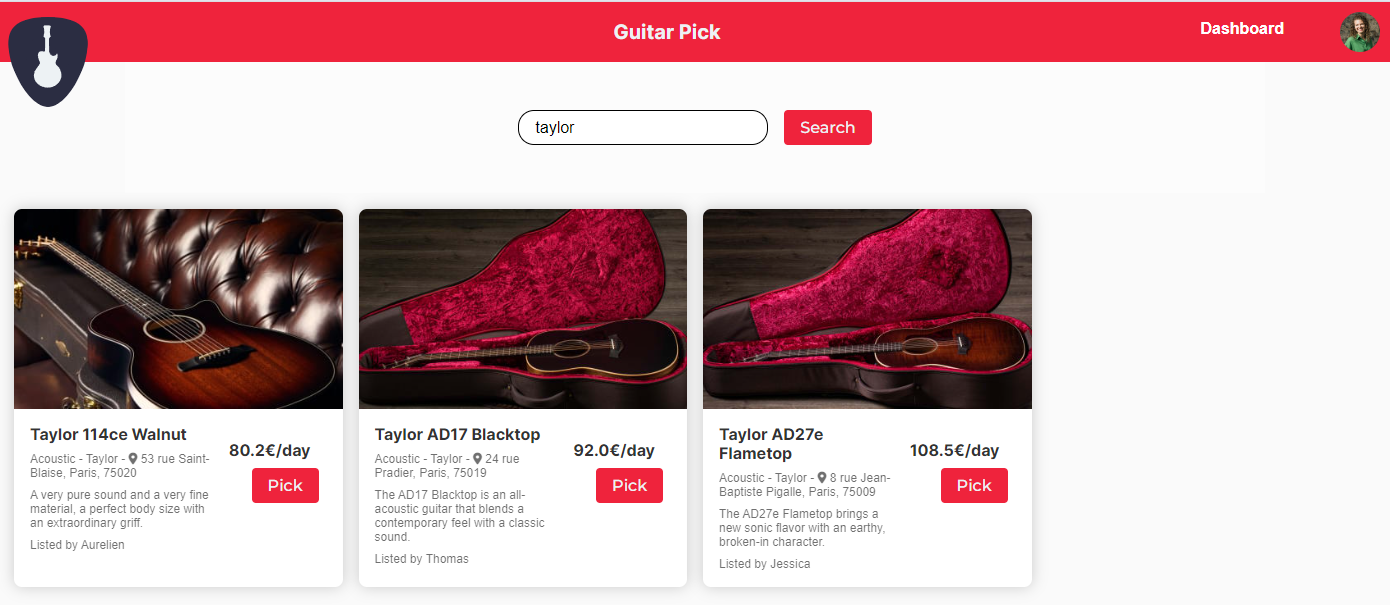 Guitar Pick
Dashboard
taylor
Search
Taylor 114ce Walnut
Acoustic - Taylor - 53 rue Saint-
Blaise, Paris, 75020
A very pure sound and a very fine
material, a perfect body size with
an extraordinary griff.
Listed by Aurelien
80.2€/day
Pick
Taylor AD17 Blacktop
Acoustic - Taylor - 24 rue
Pradier, Paris, 75019
The AD17 Blacktop is an all-
acoustic guitar that blends a
contemporary feel with a classic
sound.
Listed by Thomas
92.0€/day
Pick
Taylor AD27e
Flametop
Acoustic - Taylor - 8 rue Jean-
Baptiste Pigalle, Paris, 75009
The AD27e Flametop brings a
new sonic flavor with an earthy,
broken-in character.
Listed by Jessica
108.5€/day
Pick